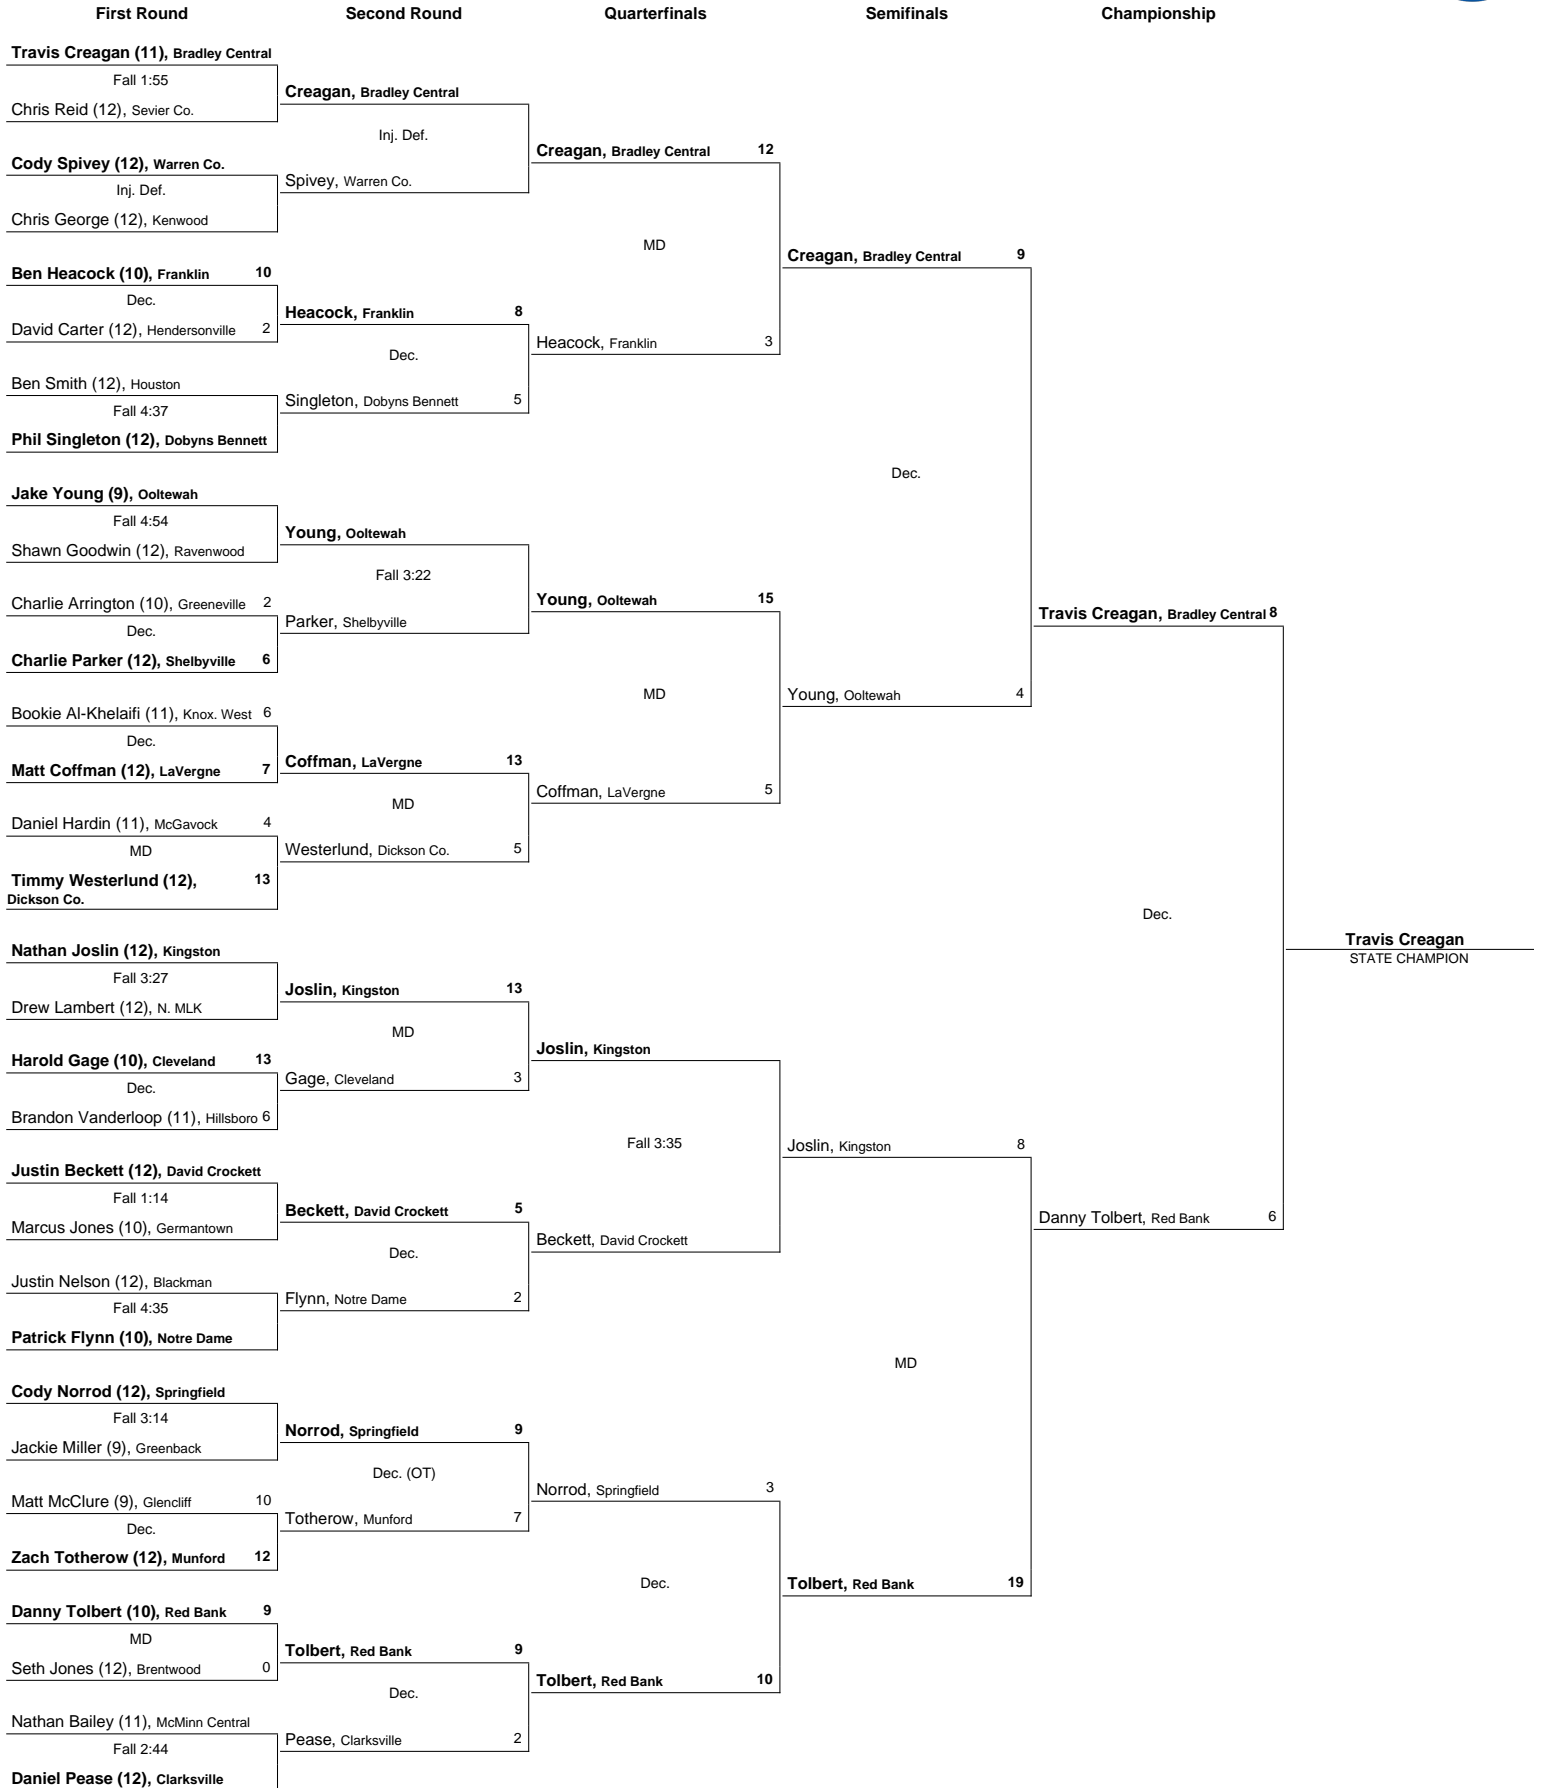 First Round Second Round Quarterfinals Semifinals Championship
Travis Creagan (11), Bradley Central
Fall 1:55
Chris Reid (12), Sevier Co.
Cody Spivey (12), Warren Co.
Inj. Def.
Chris George (12), Kenwood
Ben Heacock (10), Franklin 10
Dec.
David Carter (12), Hendersonville 2
Ben Smith (12), Houston
Fall 4:37
Phil Singleton (12), Dobyns Bennett
Jake Young (9), Ooltewah
Fall 4:54
Shawn Goodwin (12), Ravenwood
Charlie Arrington (10), Greeneville 2
Dec.
Charlie Parker (12), Shelbyville 6
Bookie Al-Khelaifi (11), Knox. West 6
Dec.
Matt Coffman (12), LaVergne 7
Daniel Hardin (11), McGavock 4
MD
Timmy Westerlund (12), 13
Dickson Co.
Nathan Joslin (12), Kingston
Fall 3:27
Drew Lambert (12), N. MLK
Harold Gage (10), Cleveland 13
Dec.
Brandon Vanderloop (11), Hillsboro 6
Justin Beckett (12), David Crockett
Fall 1:14
Marcus Jones (10), Germantown
Justin Nelson (12), Blackman
Fall 4:35
Patrick Flynn (10), Notre Dame
Cody Norrod (12), Springfield
Fall 3:14
Jackie Miller (9), Greenback
Matt McClure (9), Glencliff 10
Dec.
Zach Totherow (12), Munford 12
Danny Tolbert (10), Red Bank 9
MD
Seth Jones (12), Brentwood 0
Nathan Bailey (11), McMinn Central
Fall 2:44
Daniel Pease (12), Clarksville
Creagan, Bradley Central
Inj. Def.
Spivey, Warren Co.
Heacock, Franklin 8
Dec.
Singleton, Dobyns Bennett 5
Young, Ooltewah
Fall 3:22
Parker, Shelbyville
Coffman, LaVergne 13
MD
Westerlund, Dickson Co. 5
Joslin, Kingston 13
MD
Gage, Cleveland 3
Beckett, David Crockett 5
Dec.
Flynn, Notre Dame 2
Norrod, Springfield 9
Dec. (OT)
Totherow, Munford 7
Tolbert, Red Bank 9
Dec.
Pease, Clarksville 2
Creagan, Bradley Central 12
MD
Heacock, Franklin 3
Young, Ooltewah 15
MD
Coffman, LaVergne 5
Joslin, Kingston
Fall 3:35
Beckett, David Crockett
Norrod, Springfield 3
Dec.
Tolbert, Red Bank 10
Creagan, Bradley Central 9
Dec.
Young, Ooltewah 4
Joslin, Kingston 8
MD
Tolbert, Red Bank 19
Travis Creagan, Bradley Central 8
Dec.
Danny Tolbert, Red Bank 6
Travis Creagan
STATE CHAMPION